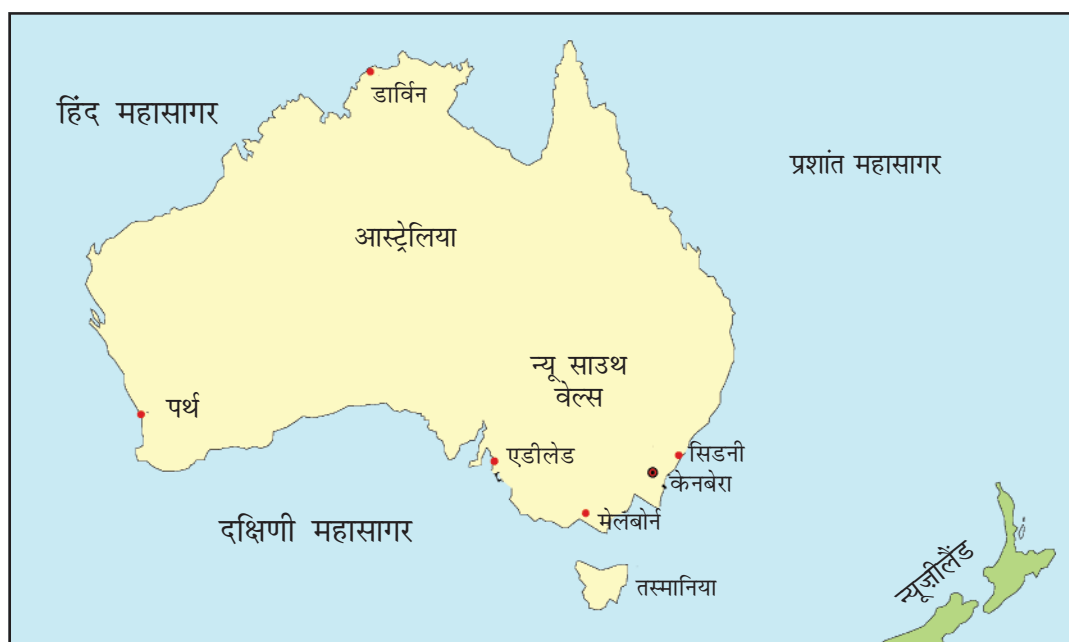 डार्विन
हिंद महासागर
प्रशांत महासागर
आस्ट्रेलिया
न्यू साउथ
वेल्स
पर्थ
एडीलेड
सिडनी
केनबेरा
मेलबोर्न
दक्षिणी महासागर
तस्मानिया
न्यूज़ीलैंड